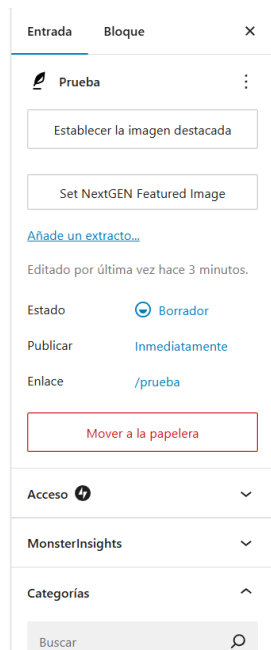 Entrada Bloque
Prueba
Establecer la imagen destacada
Set NextGEN Featured Image
Añade un extracto...
Editado por última vez hace 3 minutos.
Estado Borrador
Publicar Inmediatamente
Enlace /prueba
Mover a la papelera
Acceso
MonsterInsights
Categorías
Buscar